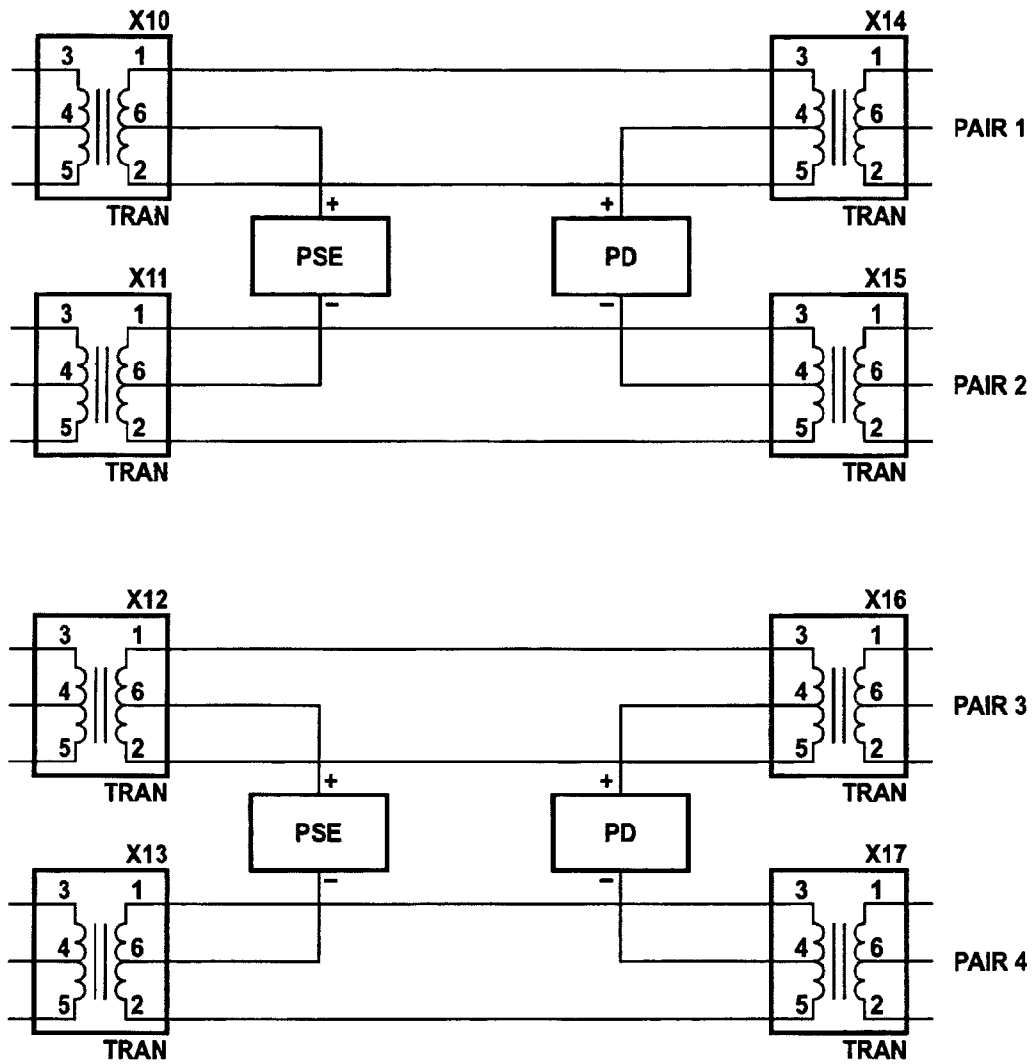 X10
X14
3 1
3 1
4 6
4 6
PAIR 1
5 2
5 2
TRAN
TRAN
+
+
PSE
PD
−
−
X11
X15
3 1
3 1
4 6
4 6
PAIR 2
5 2
5 2
TRAN
TRAN
X12
X16
3 1
3 1
4 6
4 6
PAIR 3
5 2
5 2
TRAN
TRAN
+
+
PSE
PD
−
−
X13
X17
3 1
3 1
4 6
4 6
PAIR 4
5 2
5 2
TRAN
TRAN